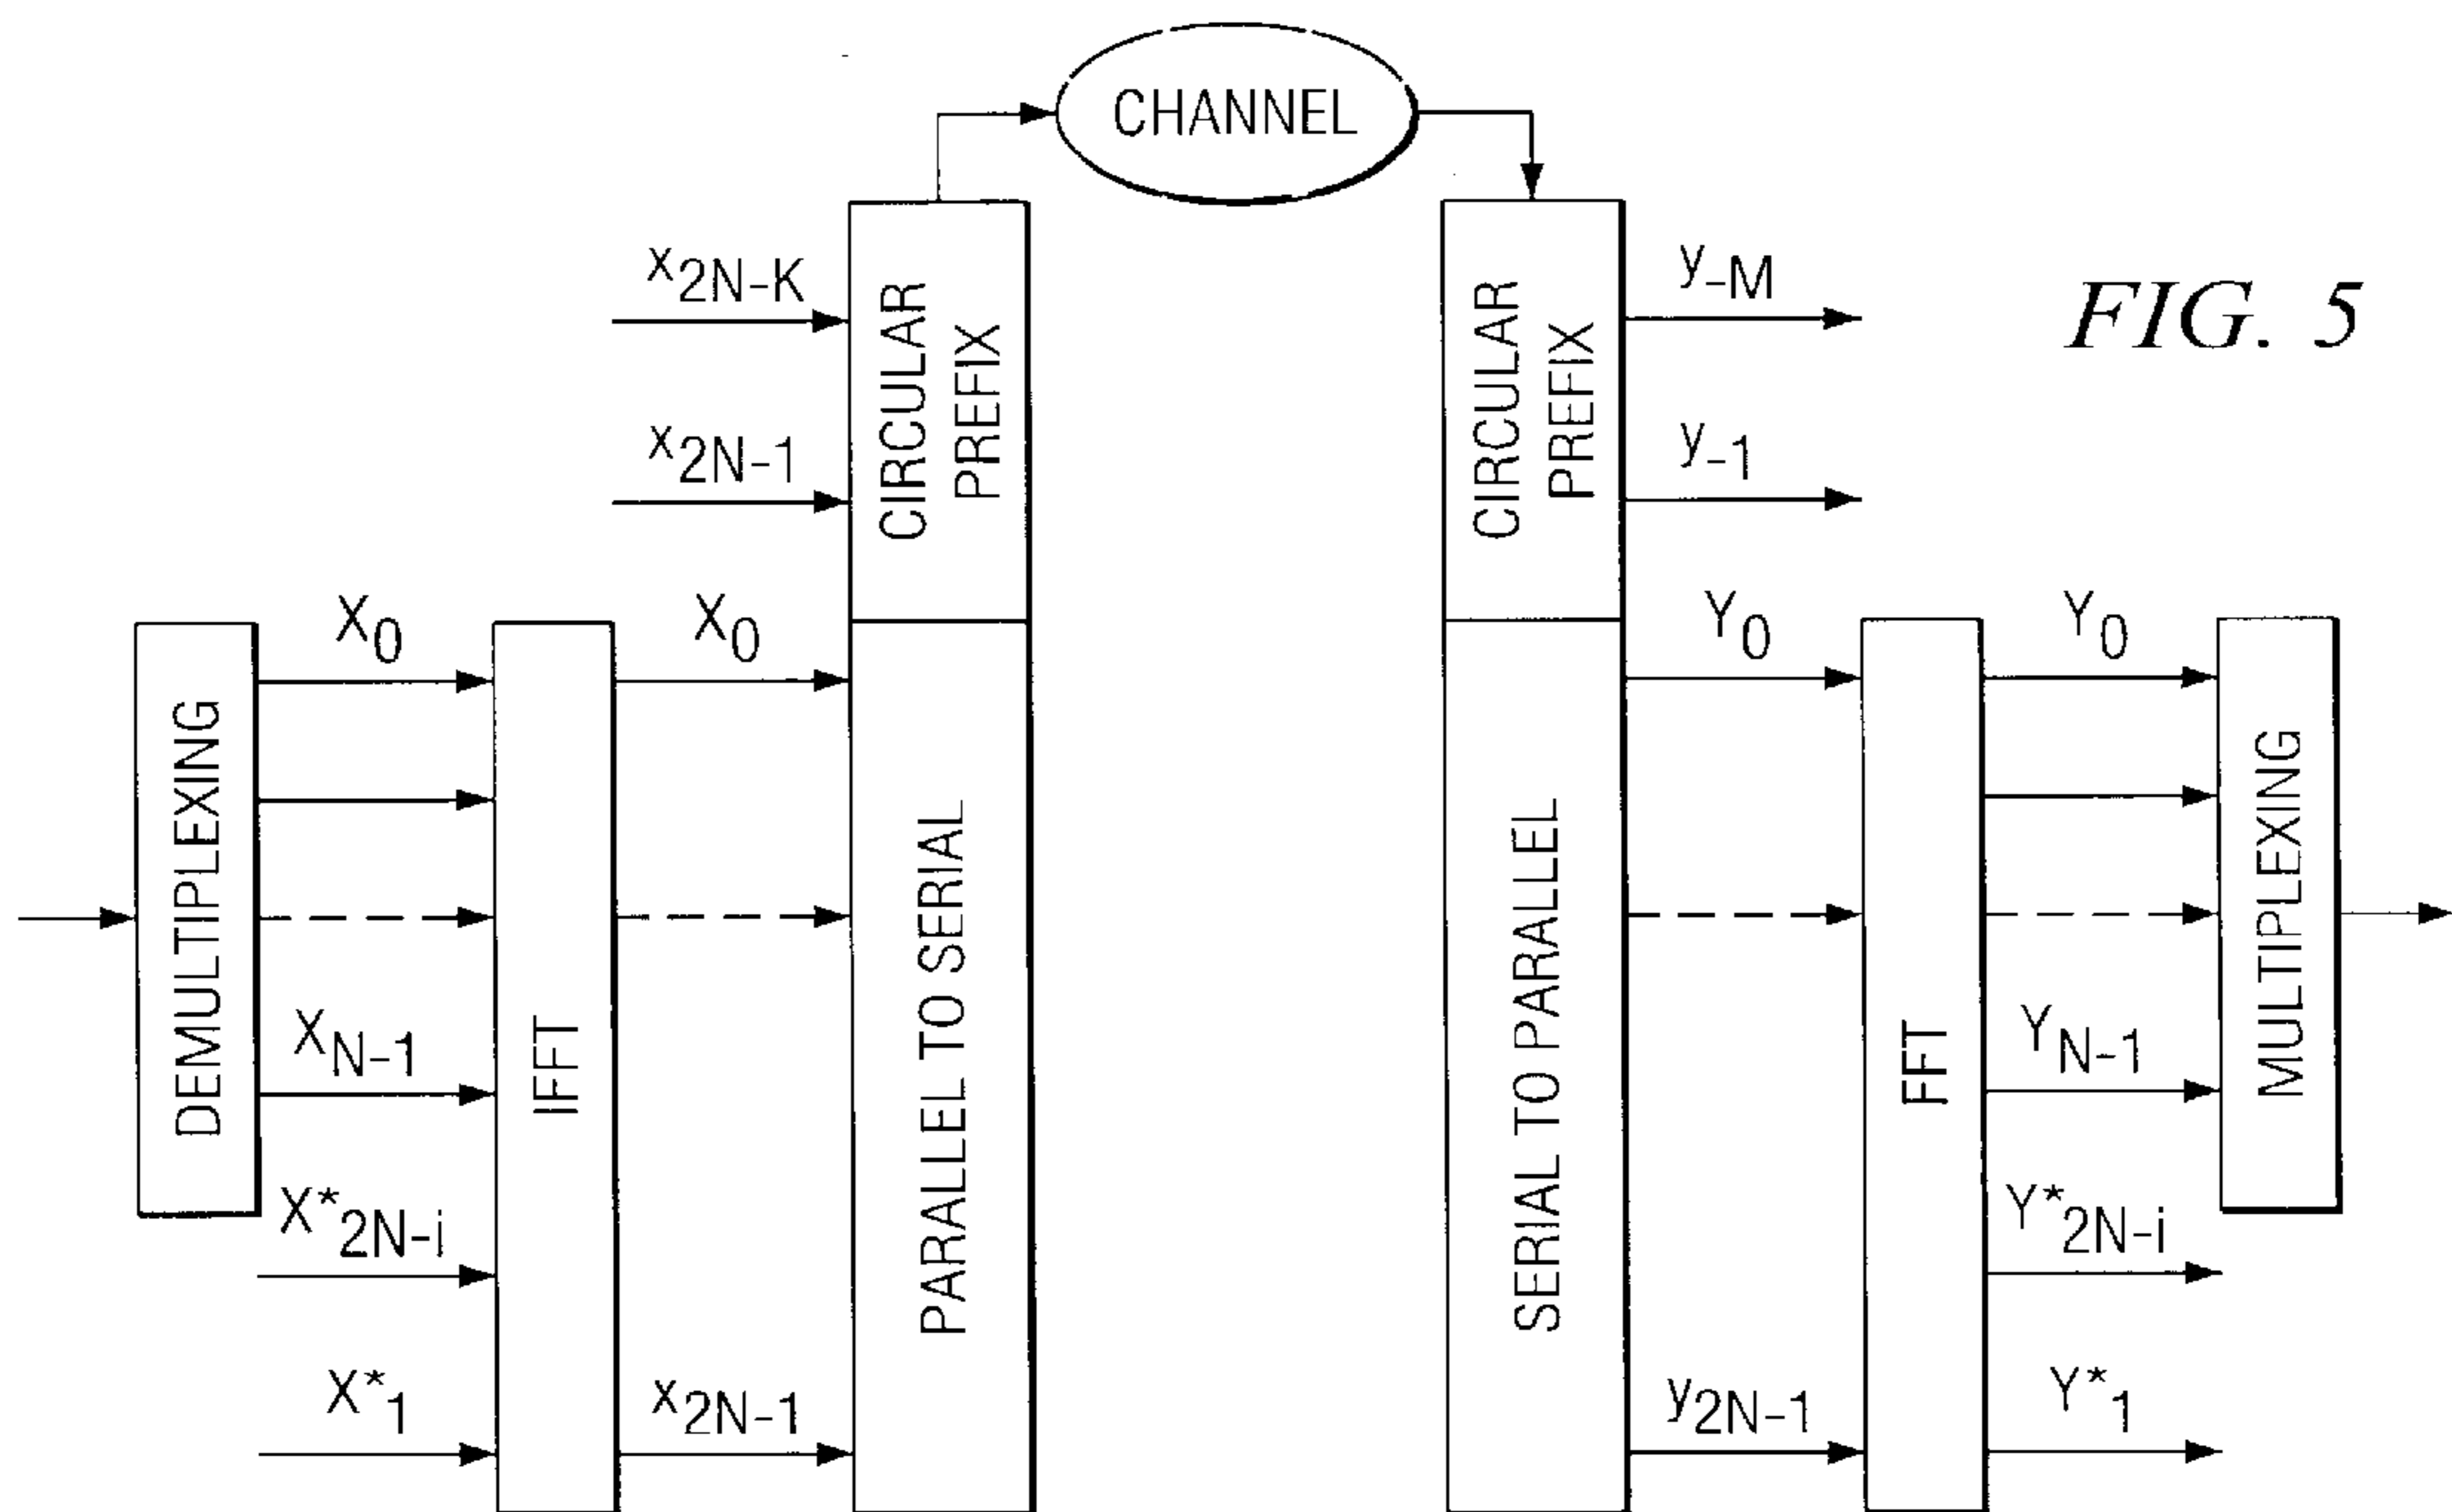 CHANNEL
FIG. 5
x2N-K
x2N-1
CIRCULAR
PREFIX
CIRCULAR
PREFIX
y-M
y-1
DEMULTIPLEXING
X0
XN-1
X*2N-i
X*1
IFFT
X0
x2N-1
PARALLEL TO SERIAL
SERIAL TO PARALLEL
Y0
y2N-1
FFT
Y0
YN-1
Y*2N-i
Y*1
MULTIPLEXING